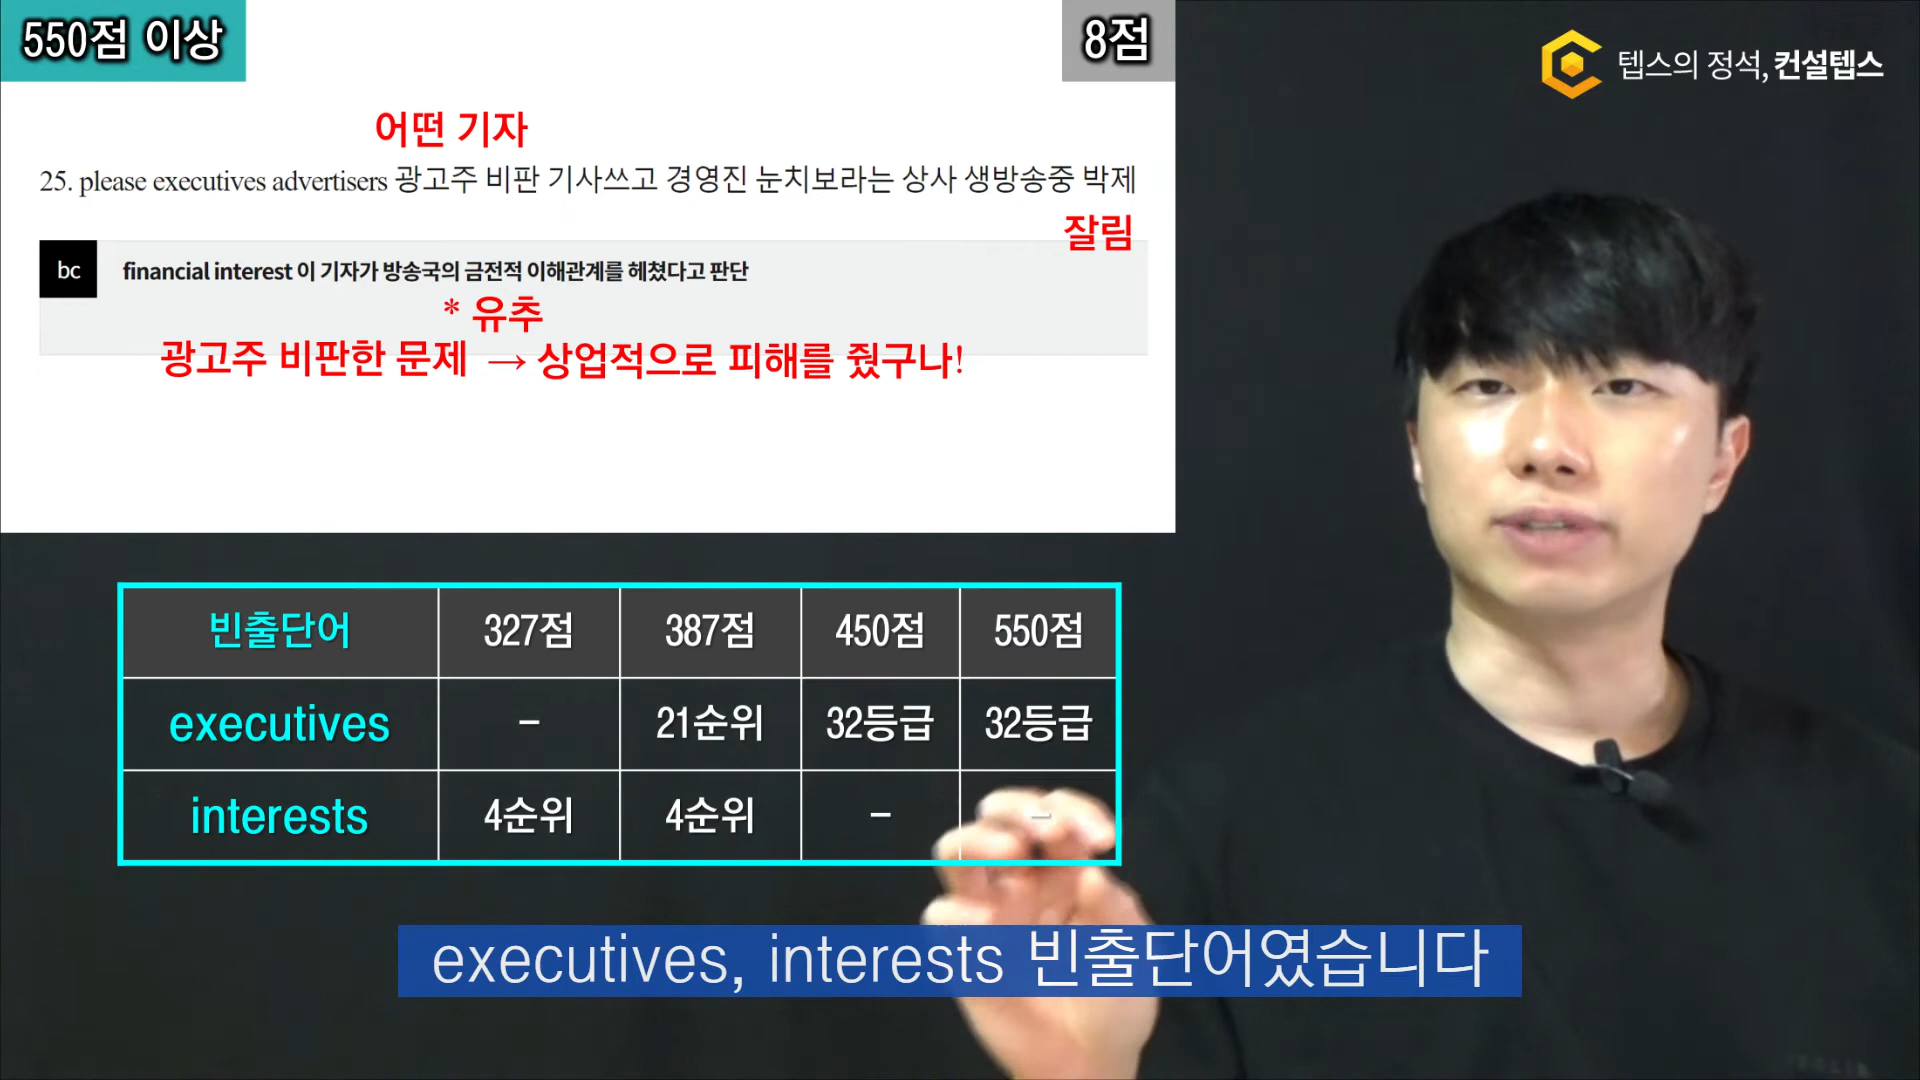 550점 이상
8점
텝스의 정석, 컨설텝스
어떤 기자
25. please executives advertisers 광고주 비판 기사쓰고 경영진 눈치보라는 상사 생방송중 박제
잘림
bc
financial interest 이 기자가 방송국의 금전적 이해관계를 헤쳤다고 판단
* 유추
광고주 비판한 문제 → 상업적으로 피해를 줬구나!
빈출단어 327점 387점 450점 550점
executives - 21순위 32등급 32등급
interests 4순위 4순위 - -
executives, interests 빈출단어였습니다